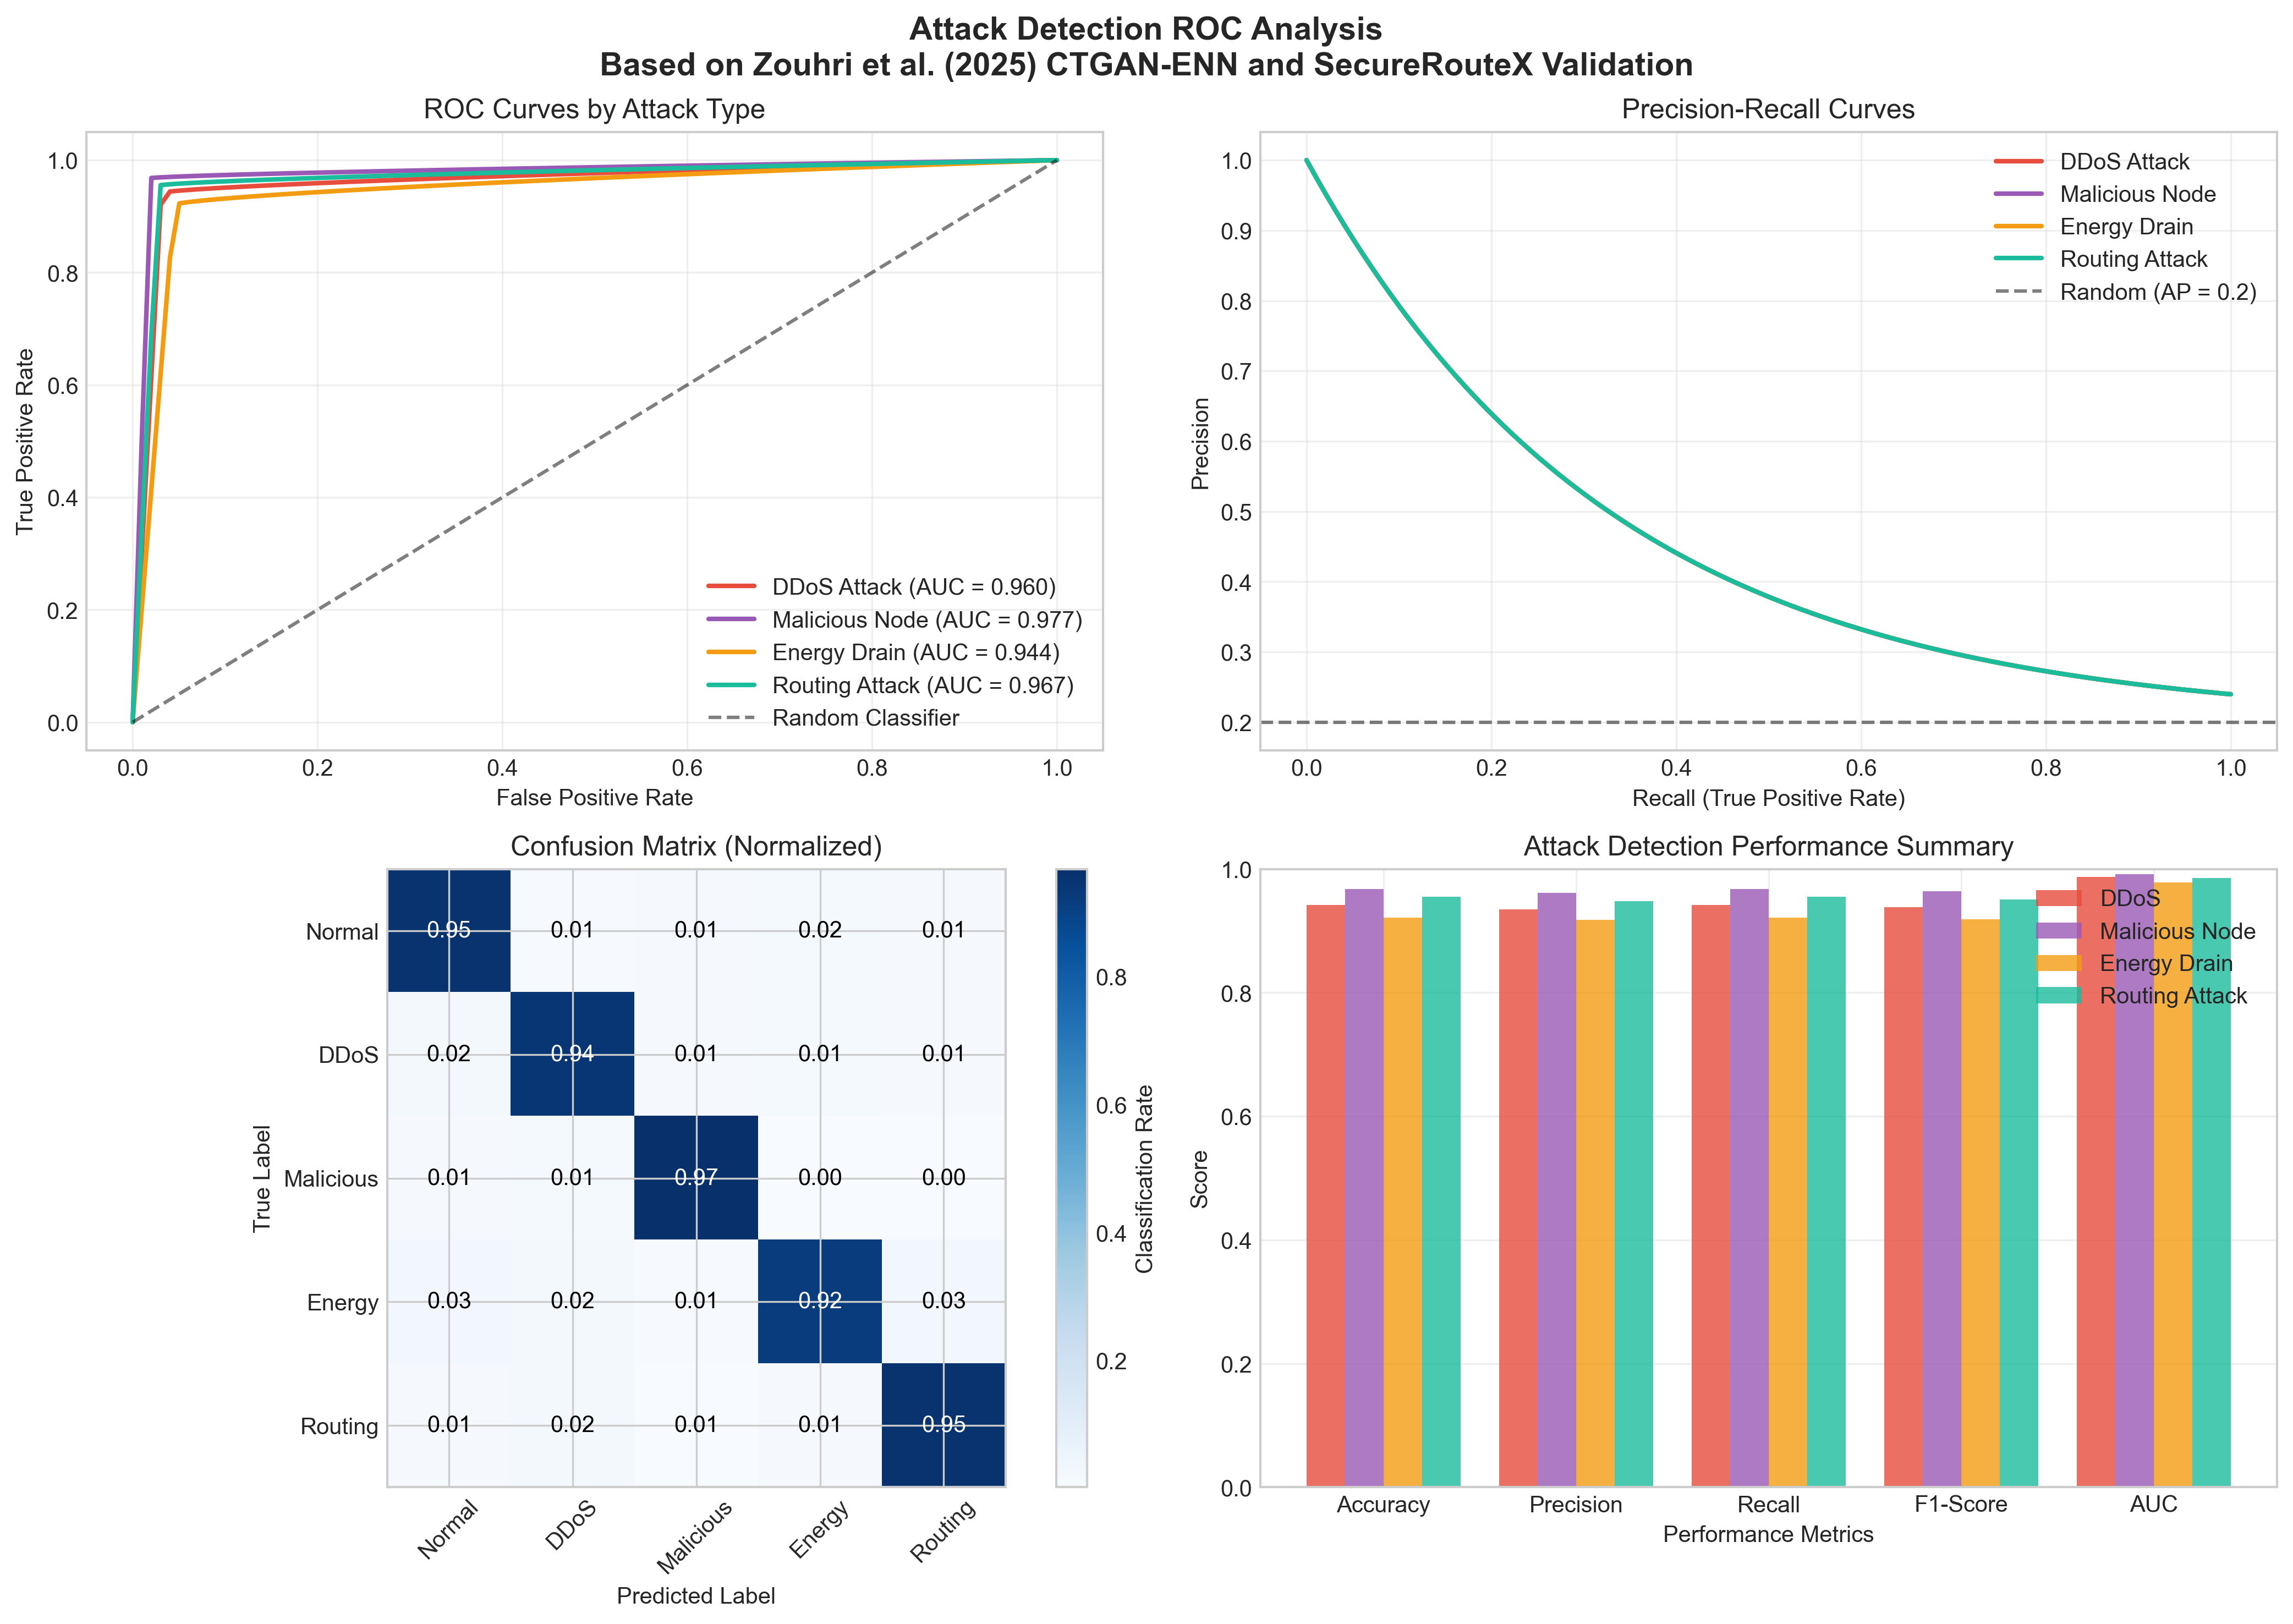 Attack Detection ROC Analysis
Based on Zouhri et al. (2025) CTGAN-ENN and SecureRouteX Validation
ROC Curves by Attack Type
1.0
0.8
0.6
0.4
0.2
0.0
True Positive Rate
DDoS Attack (AUC = 0.960)
Malicious Node (AUC = 0.977)
Energy Drain (AUC = 0.944)
Routing Attack (AUC = 0.967)
Random Classifier
0.0 0.2 0.4 0.6 0.8 1.0
False Positive Rate
Precision-Recall Curves
1.0
0.9
0.8
0.7
0.6
0.5
0.4
0.3
0.2
Precision
DDoS Attack
Malicious Node
Energy Drain
Routing Attack
Random (AP = 0.2)
0.0 0.2 0.4 0.6 0.8 1.0
Recall (True Positive Rate)
Confusion Matrix (Normalized)
True Label
Normal 0.95 0.01 0.01 0.02 0.01
DDoS 0.02 0.94 0.01 0.01 0.01
Malicious 0.01 0.01 0.97 0.00 0.00
Energy 0.03 0.02 0.01 0.92 0.03
Routing 0.01 0.02 0.01 0.01 0.95
Normal DDoS Malicious Energy Routing
Predicted Label
0.8
0.6
0.4
0.2
Classification Rate
Attack Detection Performance Summary
1.0
0.8
0.6
0.4
0.2
0.0
Score
DDoS
Malicious Node
Energy Drain
Routing Attack
Accuracy Precision Recall F1-Score AUC
Performance Metrics